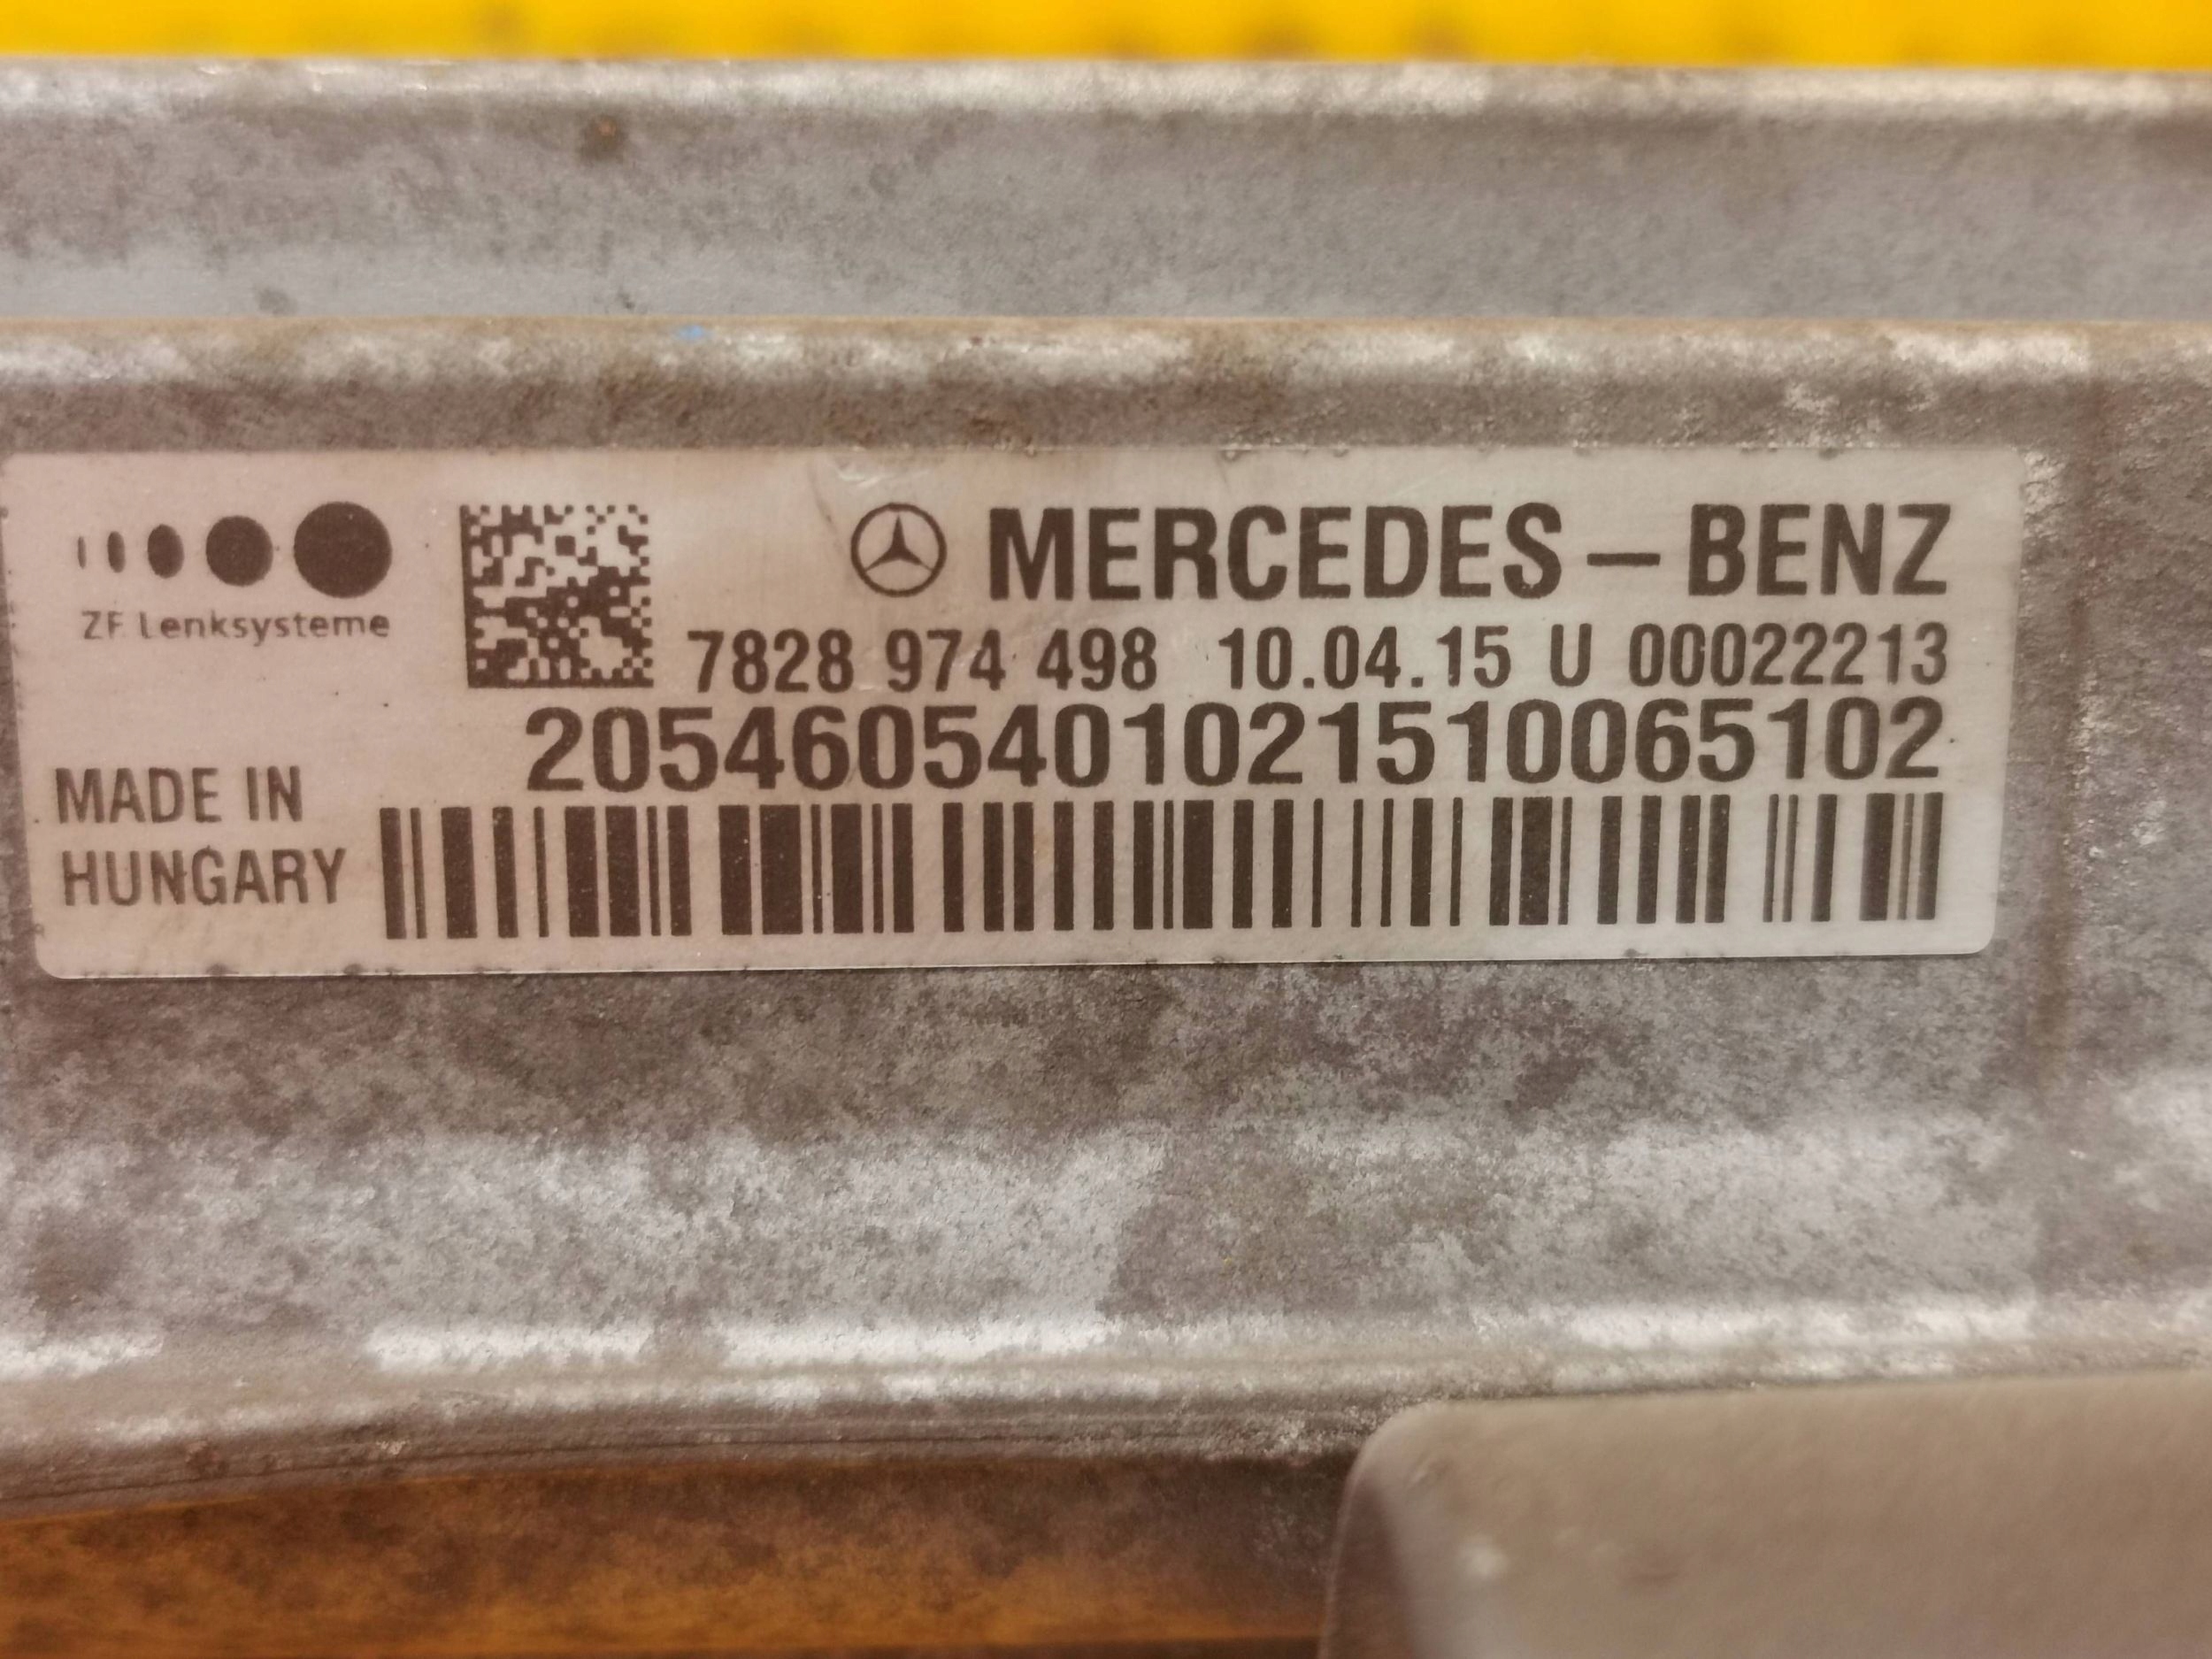 ZF Lenksysteme
MERCEDES – BENZ
7828 974 498 10.04.15 U 00022213
2054605401021510065102
MADE IN
HUNGARY